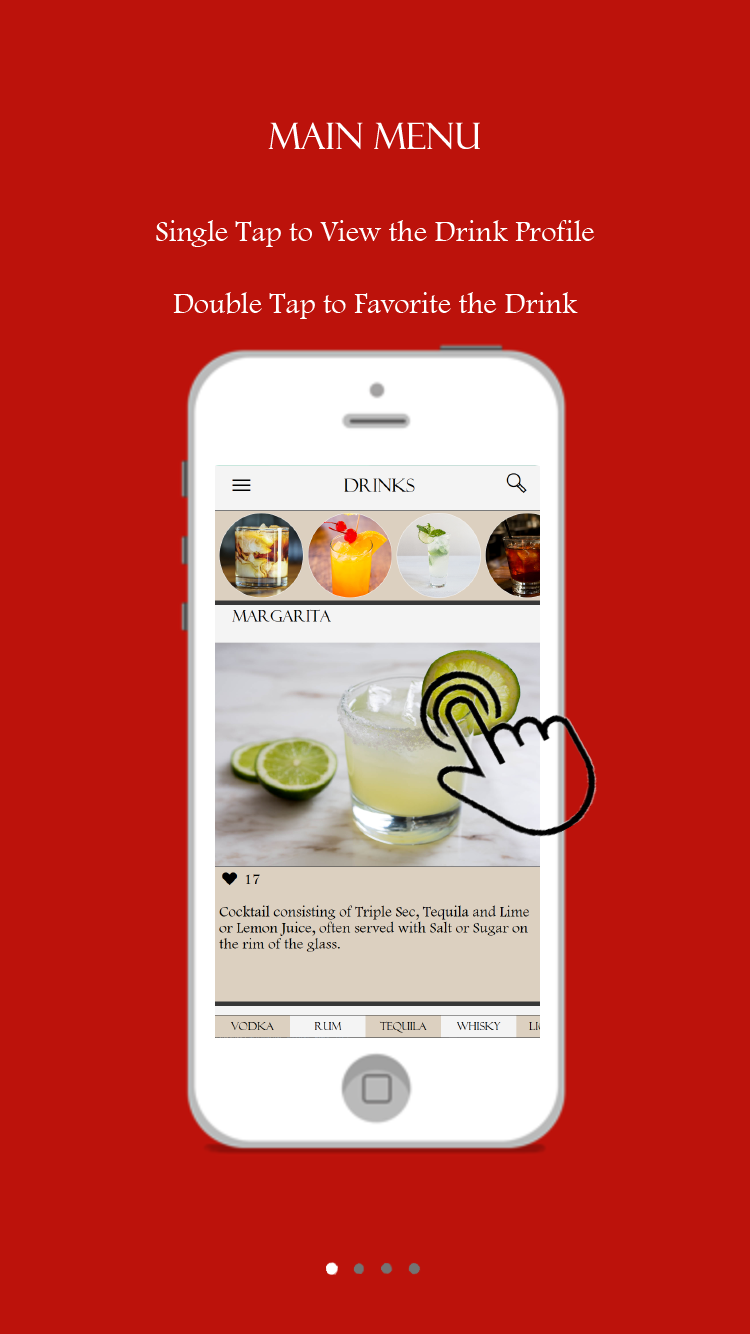 MAIN MENU
Single Tap to View the Drink Profile
Double Tap to Favorite the Drink
DRINKS
MARGARITA
17
Cocktail consisting of Triple Sec, Tequila and Lime
or Lemon Juice, often served with Salt or Sugar on
the rim of the glass.
VODKA RUM TEQUILA WHISKY